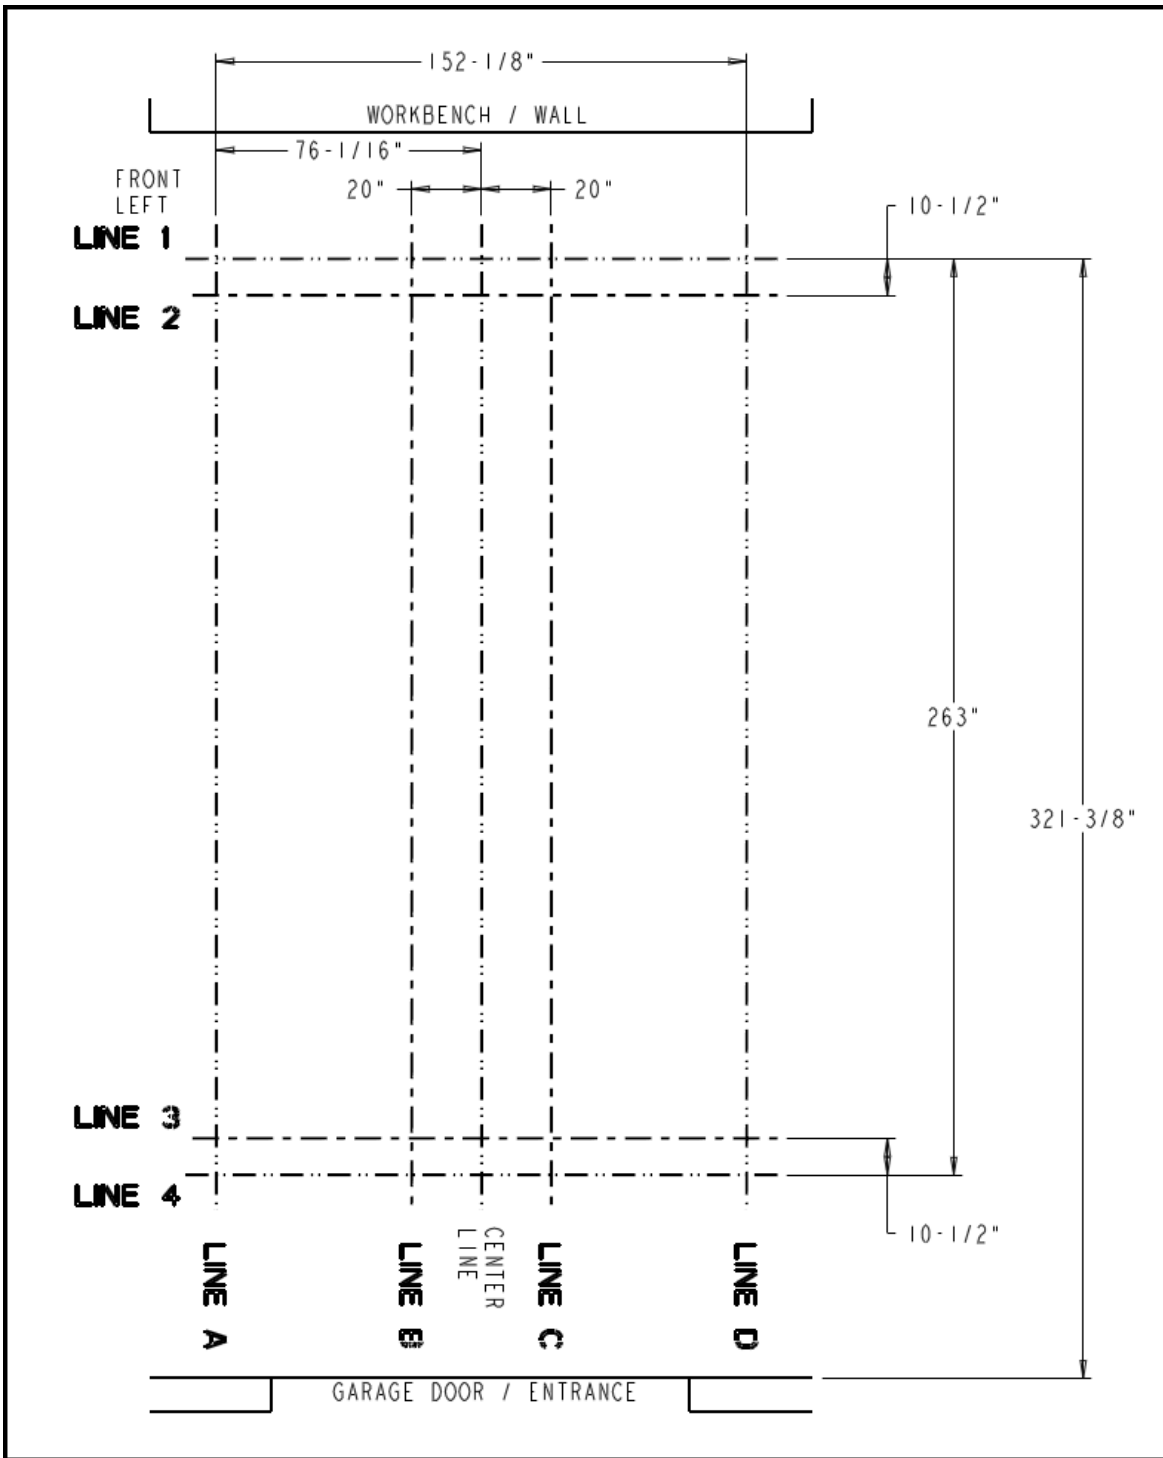 152-1/8"
WORKBENCH / WALL
76-1/16"
FRONT
LEFT
20"
20"
10-1/2"
LINE 1
LINE 2
263"
321-3/8"
LINE 3
LINE 4
10-1/2"
LINE A
LINE B
CENTER
LINE
LINE C
LINE D
GARAGE DOOR / ENTRANCE